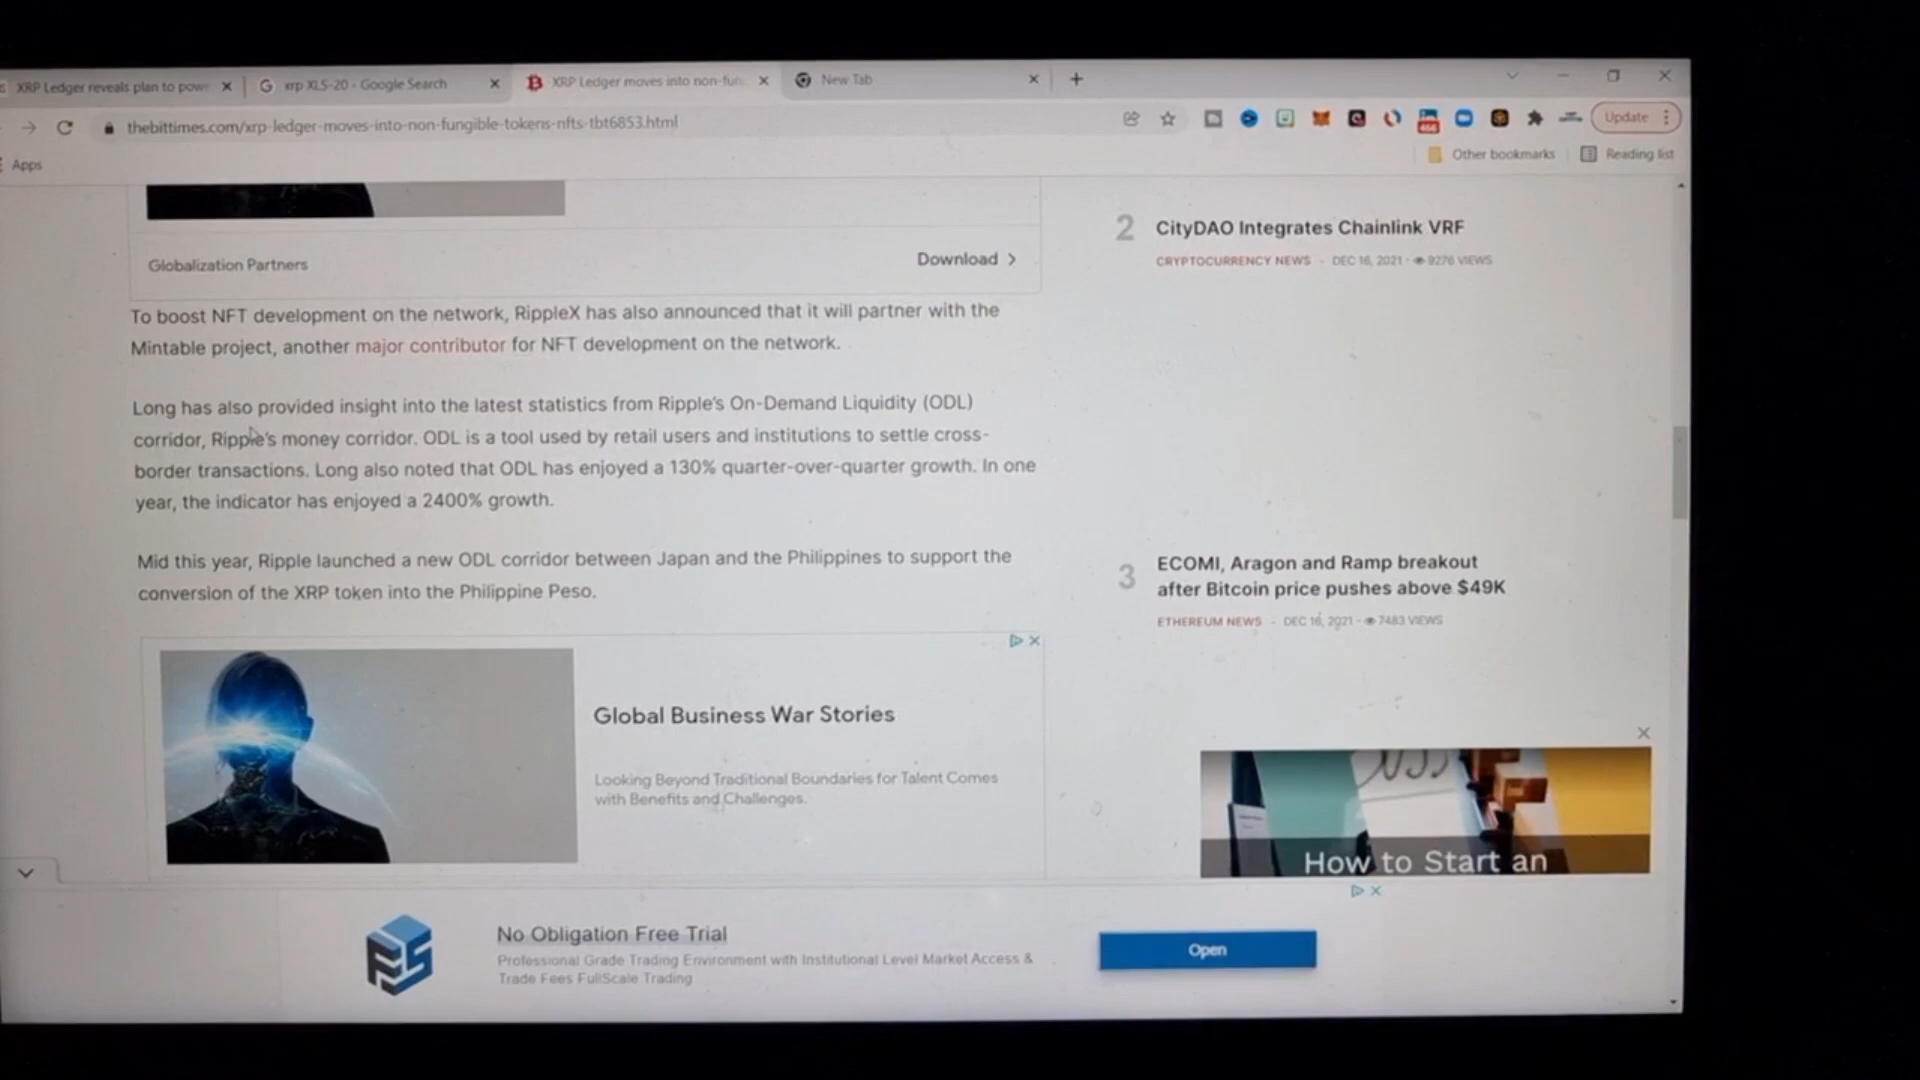 XRP Ledger reveals plan to powe
xrp XLS-20 - Google Search
XRP Ledger moves into non-fun
New Tab
thebittimes.com/xrp-ledger-moves-into-non-fungible-tokens-nfts-tbt6853.html
Update
Apps
Other bookmarks
Reading list
Globalization Partners
Download
To boost NFT development on the network, RippleX has also announced that it will partner with the
Mintable project, another major contributor for NFT development on the network.
Long has also provided insight into the latest statistics from Ripple's On-Demand Liquidity (ODL)
corridor, Ripple's money corridor. ODL is a tool used by retail users and institutions to settle cross-
border transactions. Long also noted that ODL has enjoyed a 130% quarter-over-quarter growth. In one
year, the indicator has enjoyed a 2400% growth.
Mid this year, Ripple launched a new ODL corridor between Japan and the Philippines to support the
conversion of the XRP token into the Philippine Peso.
Global Business War Stories
Looking Beyond Traditional Boundaries for Talent Comes
with Benefits and Challenges.
2
CityDAO Integrates Chainlink VRF
CRYPTOCURRENCY NEWS - DEC 16, 2021 - 9276 VIEWS
3
ECOMI, Aragon and Ramp breakout
after Bitcoin price pushes above $49K
ETHEREUM NEWS - DEC 16, 2021 - 7483 VIEWS
How to Start an
No Obligation Free Trial
Professional Grade Trading Environment with Institutional Level Market Access &
Trade Fees FullScale Trading
Open